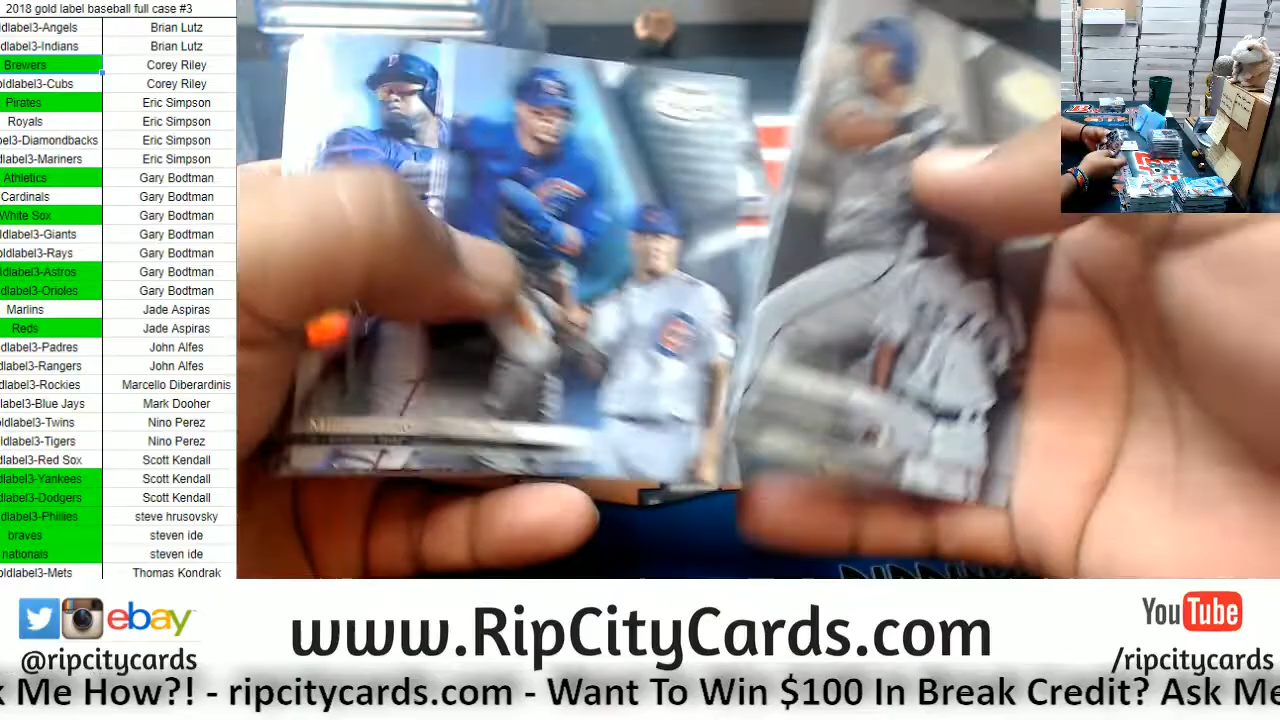 2018 gold label baseball full case #3
dlabel3-Angels Brian Lutz
dlabel3-Indians Brian Lutz
Brewers Corey Riley
oldlabel3-Cubs Corey Riley
Pirates Eric Simpson
Royals Eric Simpson
bel3-Diamondbacks Eric Simpson
dlabel3-Mariners Eric Simpson
Athletics Gary Bodtman
Cardinals Gary Bodtman
White Sox Gary Bodtman
oldlabel3-Giants Gary Bodtman
oldlabel3-Rays Gary Bodtman
oldlabel3-Astros Gary Bodtman
dlabel3-Orioles Gary Bodtman
Marlins Jade Aspiras
Reds Jade Aspiras
dlabel3-Padres John Alfes
dlabel3-Rangers John Alfes
dlabel3-Rockies Marcello Diberardinis
label3-Blue Jays Mark Dooher
oldlabel3-Twins Nino Perez
oldlabel3-Tigers Nino Perez
dlabel3-Red Sox Scott Kendall
dlabel3-Yankees Scott Kendall
dlabel3-Dodgers Scott Kendall
dlabel3-Phillies steve hrusovsky
braves steven ide
nationals steven ide
oldlabel3-Mets Thomas Kondrak
ebay
@ripcitycards
www.RipCityCards.com
YouTube
/ripcitycards
k Me How?! - ripcitycards.com - Want To Win $100 In Break Credit? Ask Me